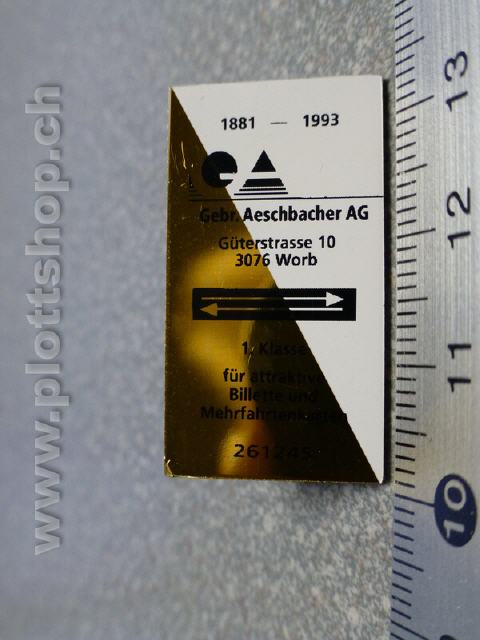 1881 — 1993
Gebr. Aeschbacher AG
Güterstrasse 10
3076 Worb
1. Klasse
für attraktive
Billette und
Mehrfahrtenkarten
261245
www.plottshop.ch
13
12
11
10